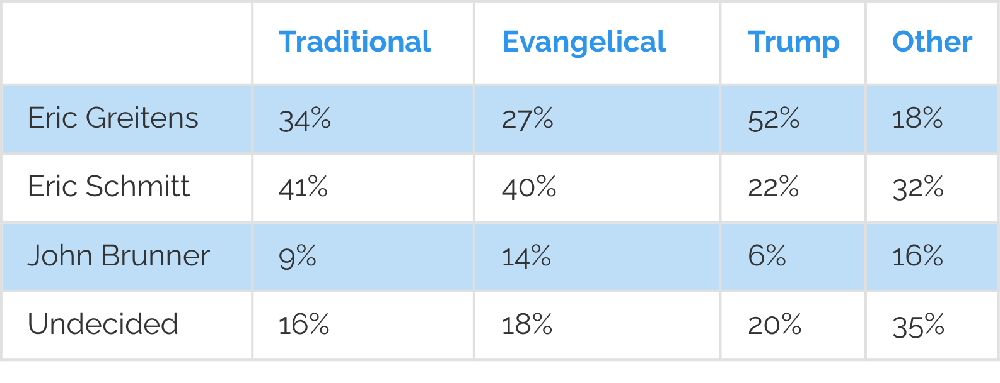 Traditional Evangelical Trump Other
Eric Greitens 34% 27% 52% 18%
Eric Schmitt 41% 40% 22% 32%
John Brunner 9% 14% 6% 16%
Undecided 16% 18% 20% 35%